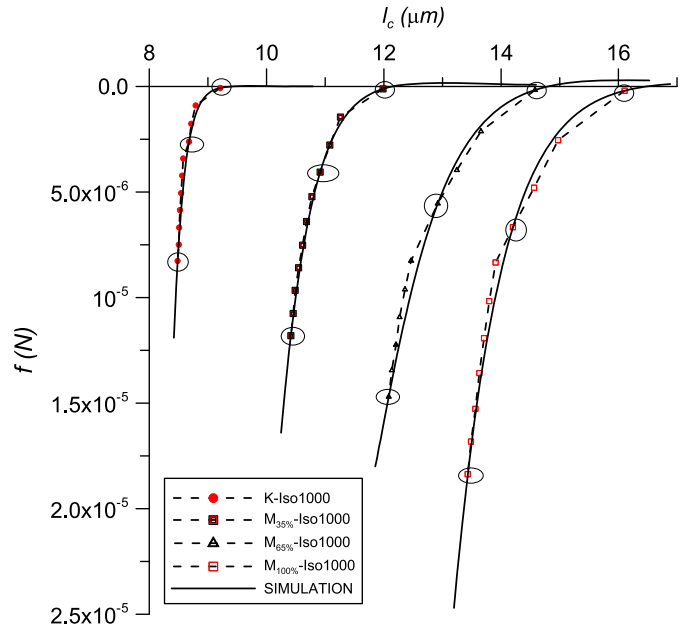 l_c (μm)
8 10 12 14 16
0.0
5.0x10⁻⁶
10⁻⁵
1.5x10⁻⁵
2.0x10⁻⁵
2.5x10⁻⁵
f (N)
K-Iso1000
M35%-Iso1000
M65%-Iso1000
M100%-Iso1000
SIMULATION